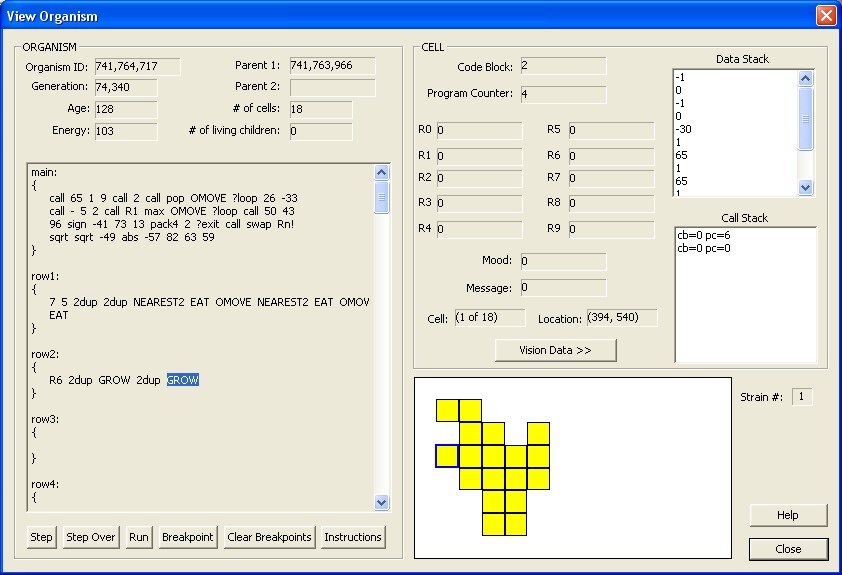 View Organism
ORGANISM
Organism ID: 741,764,717 Parent 1: 741,763,966
Generation: 74,340 Parent 2:
Age: 128 # of cells: 18
Energy: 103 # of living children: 0
main:
{
call 65 1 9 call 2 call pop OMOVE ?loop 26 -33
call - 5 2 call R1 max OMOVE ?loop call 50 43
96 sign -41 73 13 pack4 2 ?exit call swap Rn!
sqrt sqrt -49 abs -57 82 63 59
}
row1:
{
7 5 2dup 2dup NEAREST2 EAT OMOVE NEAREST2 EAT OMOV
EAT
}
row2:
{
R6 2dup GROW 2dup GROW
}
row3:
{
}
row4:
{
Step Step Over Run Breakpoint Clear Breakpoints Instructions
CELL
Code Block: 2
Program Counter: 4
R0 0 R5 0
R1 0 R6 0
R2 0 R7 0
R3 0 R8 0
R4 0 R9 0
Mood: 0
Message: 0
Cell: (1 of 18) Location: (394, 540)
Vision Data >>
Data Stack
-1
0
-1
0
-30
1
65
1
65
1
Call Stack
cb=0 pc=6
cb=0 pc=0
Strain #: 1
Help
Close